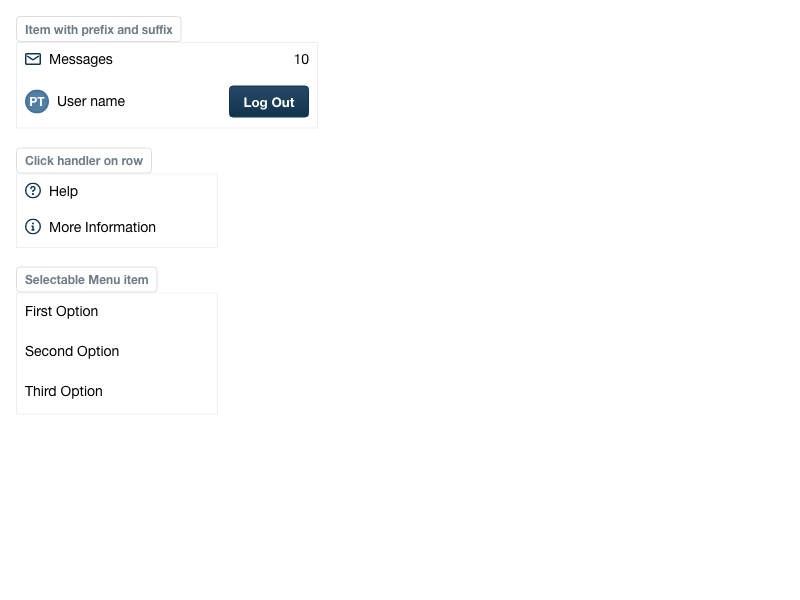 Item with prefix and suffix
Messages 10
PT User name Log Out
Click handler on row
Help
More Information
Selectable Menu item
First Option
Second Option
Third Option